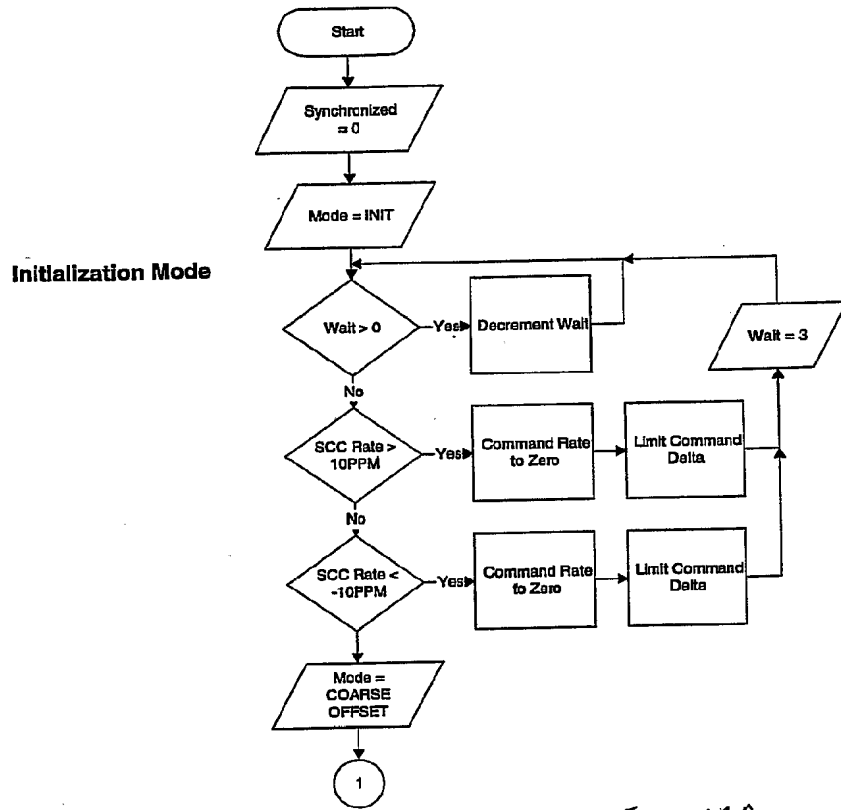 Start
Synchronized
= 0
Mode = INIT
Initialization Mode
Wait > 0
Yes
Decrement Wait
Wait = 3
No
SCC Rate >
10PPM
Yes
Command Rate
to Zero
Limit Command
Delta
No
SCC Rate <
-10PPM
Yes
Command Rate
to Zero
Limit Command
Delta
Mode =
COARSE
OFFSET
1